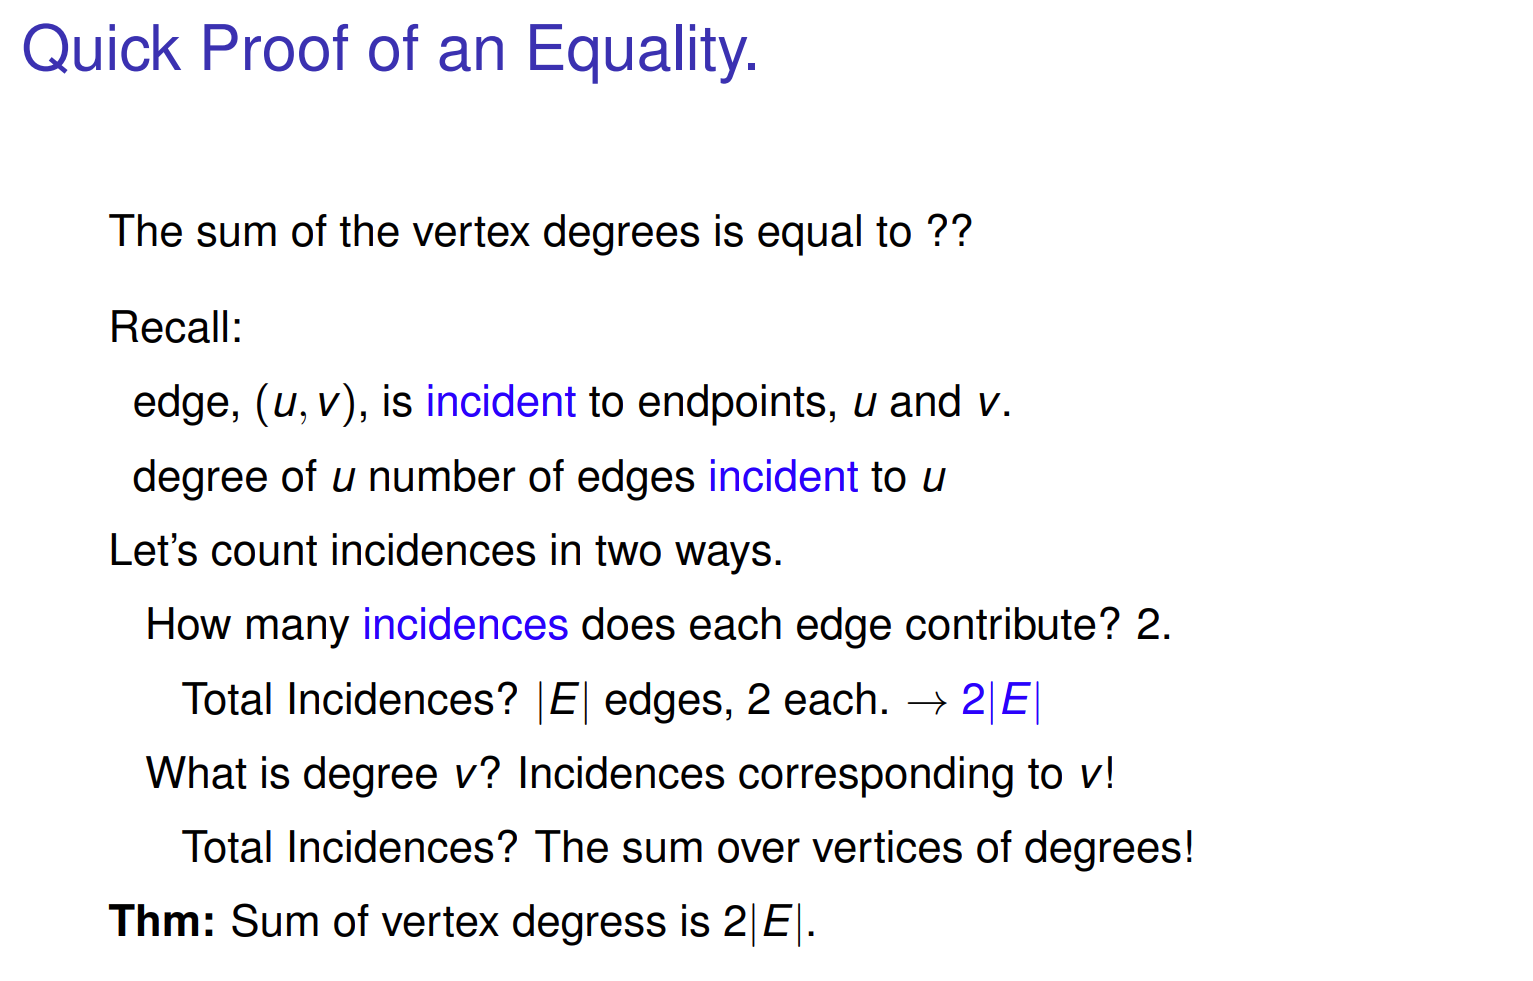 Quick Proof of an Equality.
The sum of the vertex degrees is equal to ??
Recall:
edge, (u, v), is incident to endpoints, u and v.
degree of u number of edges incident to u
Let's count incidences in two ways.
How many incidences does each edge contribute? 2.
Total Incidences? |E| edges, 2 each. → 2|E|
What is degree v? Incidences corresponding to v!
Total Incidences? The sum over vertices of degrees!
Thm: Sum of vertex degress is 2|E|.